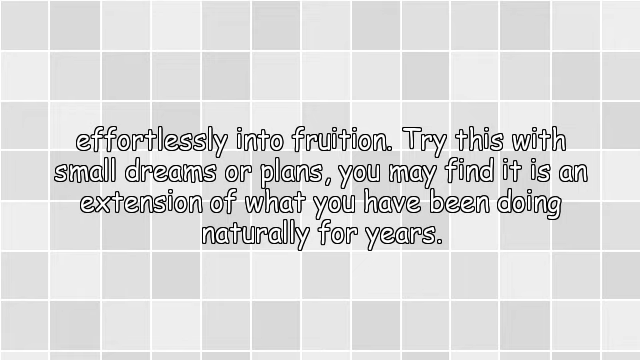 effortlessly into fruition. Try this with
small dreams or plans, you may find it is an
extension of what you have been doing
naturally for years.